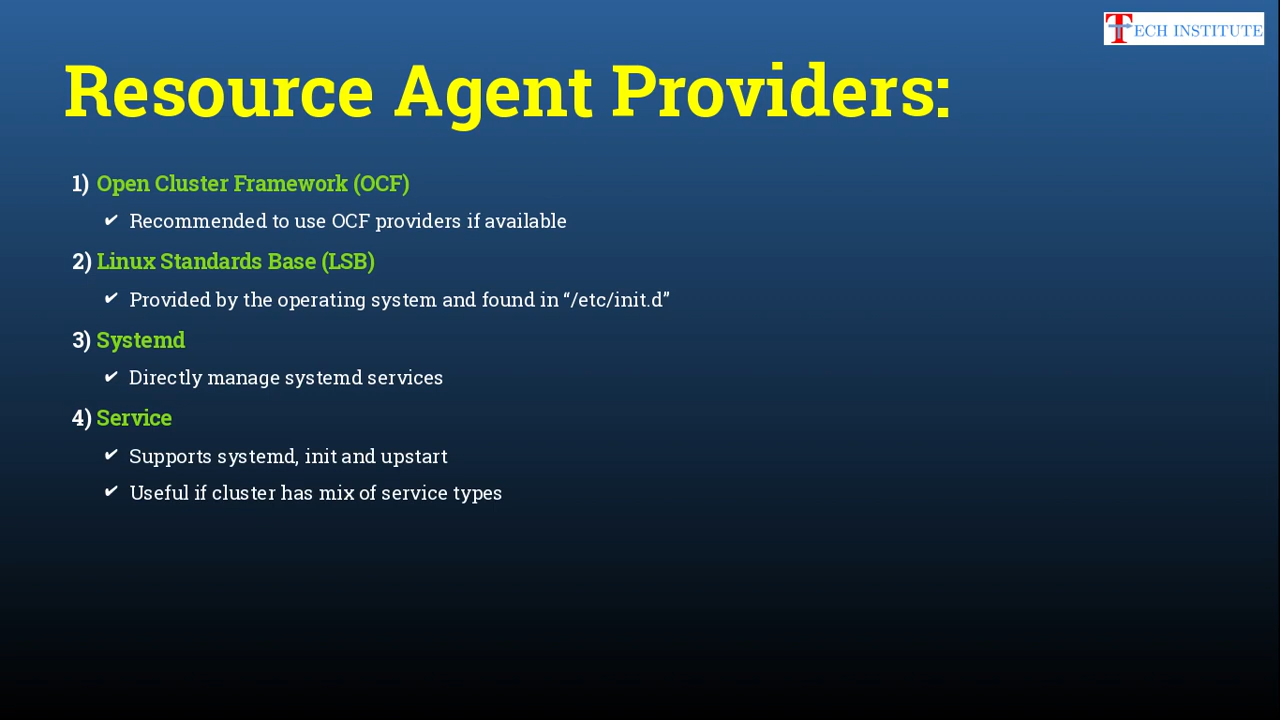 TECH INSTITUTE
Resource Agent Providers:
1) Open Cluster Framework (OCF)
✔ Recommended to use OCF providers if available
2) Linux Standards Base (LSB)
✔ Provided by the operating system and found in “/etc/init.d”
3) Systemd
✔ Directly manage systemd services
4) Service
✔ Supports systemd, init and upstart
✔ Useful if cluster has mix of service types